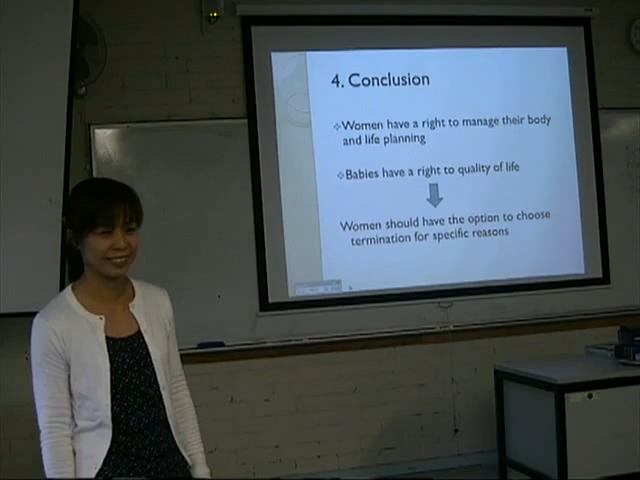 4. Conclusion
Women have a right to manage their body
and life planning
Babies have a right to quality of life
Women should have the option to choose
termination for specific reasons